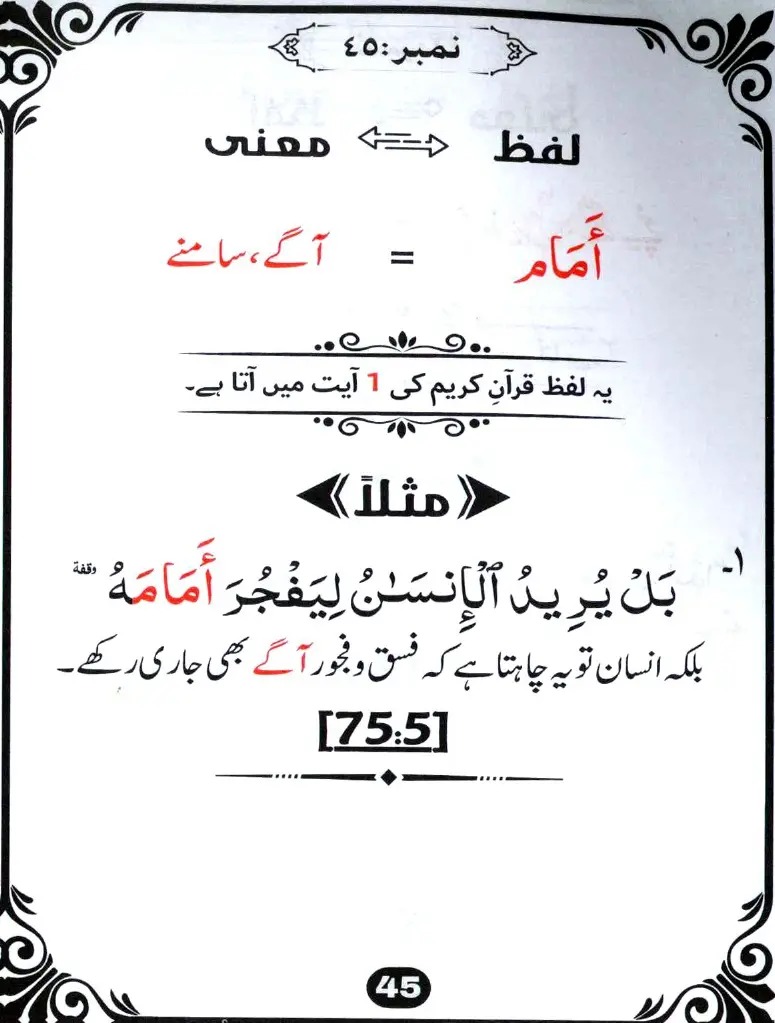 نمبر:٤٥
لفظ ⇐⇒ معنی
أَمَام = آگے، سامنے
یہ لفظ قرآنِ کریم کی 1 آیت میں آتا ہے۔
مثلاً
١۔ بَلْ يُرِيدُ ٱلْإِنسَـٰنُ لِيَفْجُرَ أَمَامَهُ وقفة
بلکہ انسان تو یہ چاہتا ہے کہ فسق و فجور آگے بھی جاری رکھے۔
[75:5]
45